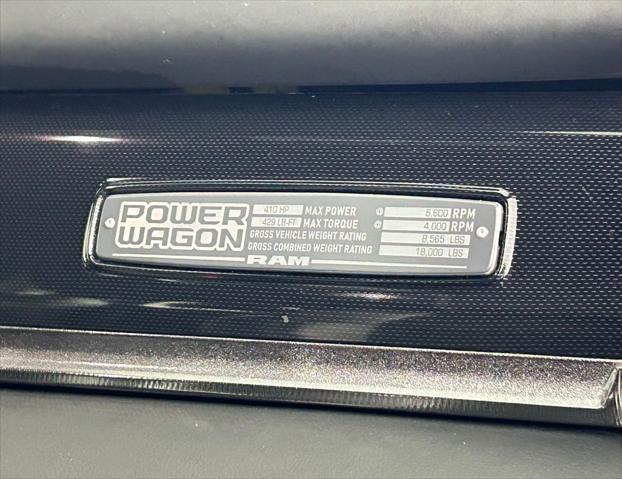 POWER WAGON
410 HP MAX POWER @ 5,600 RPM
429 LB-FT MAX TORQUE @ 4,000 RPM
GROSS VEHICLE WEIGHT RATING 8,565 LBS
GROSS COMBINED WEIGHT RATING 18,000 LBS
RAM